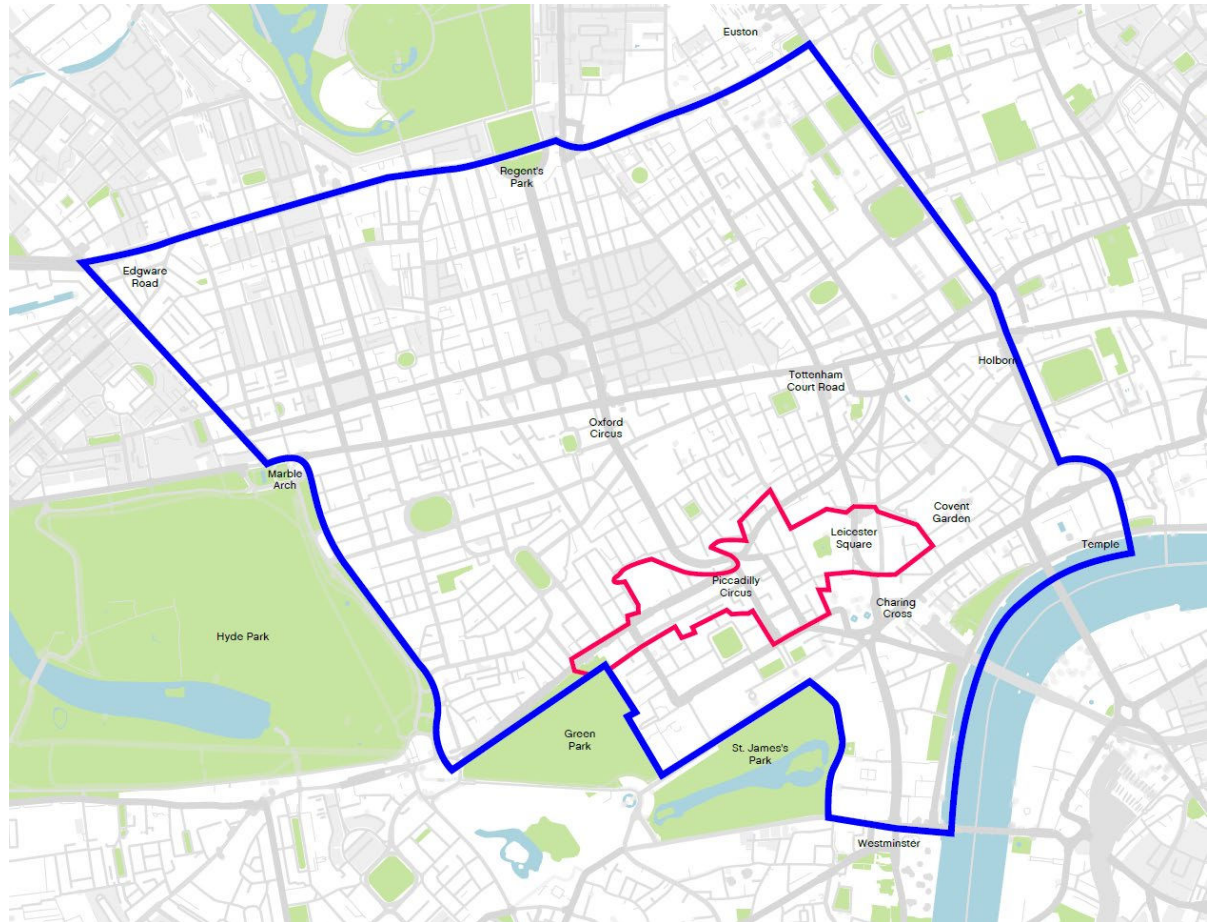 Euston
Regent's
Park
Edgware
Road
Holborn
Tottenham
Court Road
Oxford
Circus
Marble
Arch
Covent
Garden
Leicester
Square
Temple
Piccadilly
Circus
Charing
Cross
Hyde Park
Green
Park
St. James's
Park
Westminster